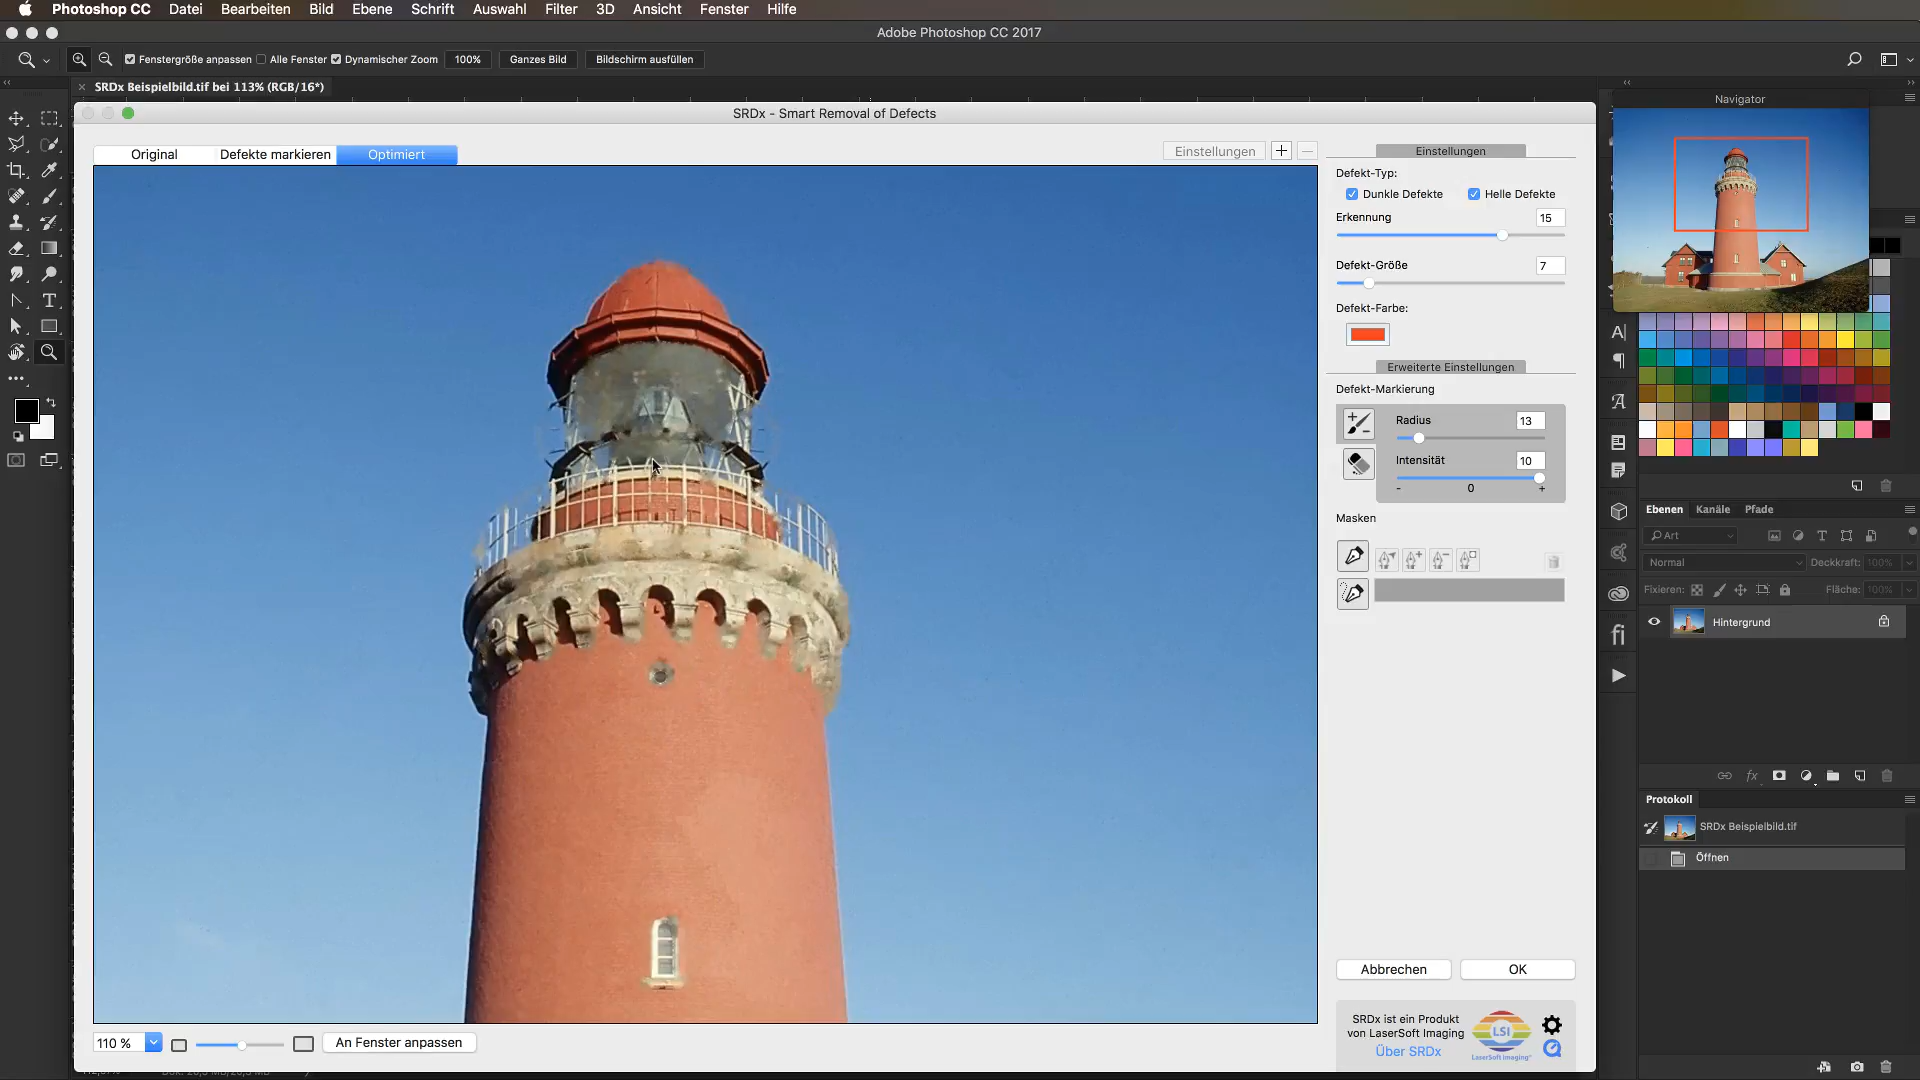 Photoshop CC Datei Bearbeiten Bild Ebene Schrift Auswahl Filter 3D Ansicht Fenster Hilfe
Adobe Photoshop CC 2017
Fenstergröße anpassen Alle Fenster Dynamischer Zoom 100% Ganzes Bild Bildschirm ausfüllen
SRDx Beispielbild.tif bei 113% (RGB/16*)
Navigator
SRDx - Smart Removal of Defects
Original Defekte markieren Optimiert
Einstellungen
Einstellungen
Defekt-Typ:
Dunkle Defekte Helle Defekte
Erkennung 15
Defekt-Größe 7
Defekt-Farbe:
Erweiterte Einstellungen
Defekt-Markierung
Radius 13
Intensität 10
- 0 +
Masken
Abbrechen OK
SRDx ist ein Produkt
von LaserSoft Imaging
Über SRDx
LSI
LaserSoft Imaging
110 % An Fenster anpassen
Ebenen Kanäle Pfade
Art
Normal Deckkraft: 100%
Fixieren: Fläche: 100%
Hintergrund
fx
Protokoll
SRDx Beispielbild.tif
Öffnen